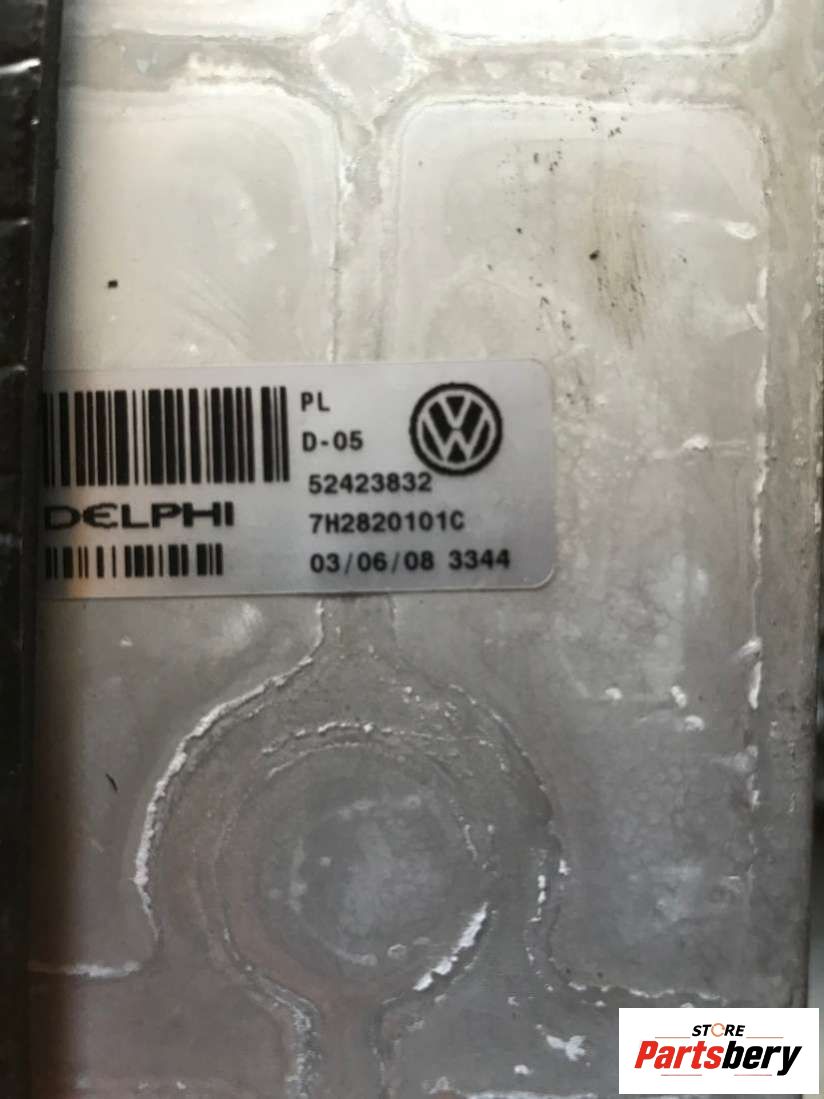 PL
D-05
52423832
DELPHI
7H2820101C
03/06/08 3344
STORE
Partsbery